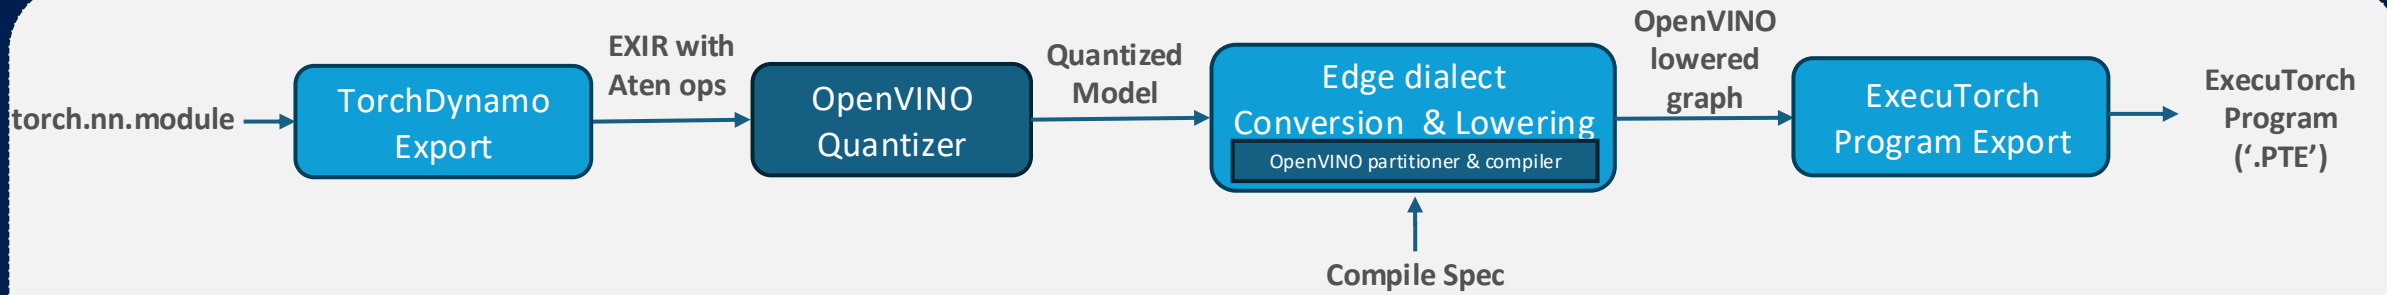 torch.nn.module
TorchDynamo
Export
EXIR with
Aten ops
OpenVINO
Quantizer
Quantized
Model
Edge dialect
Conversion & Lowering
OpenVINO partitioner & compiler
Compile Spec
OpenVINO
lowered
graph
ExecuTorch
Program Export
ExecuTorch
Program
(‘.PTE’)